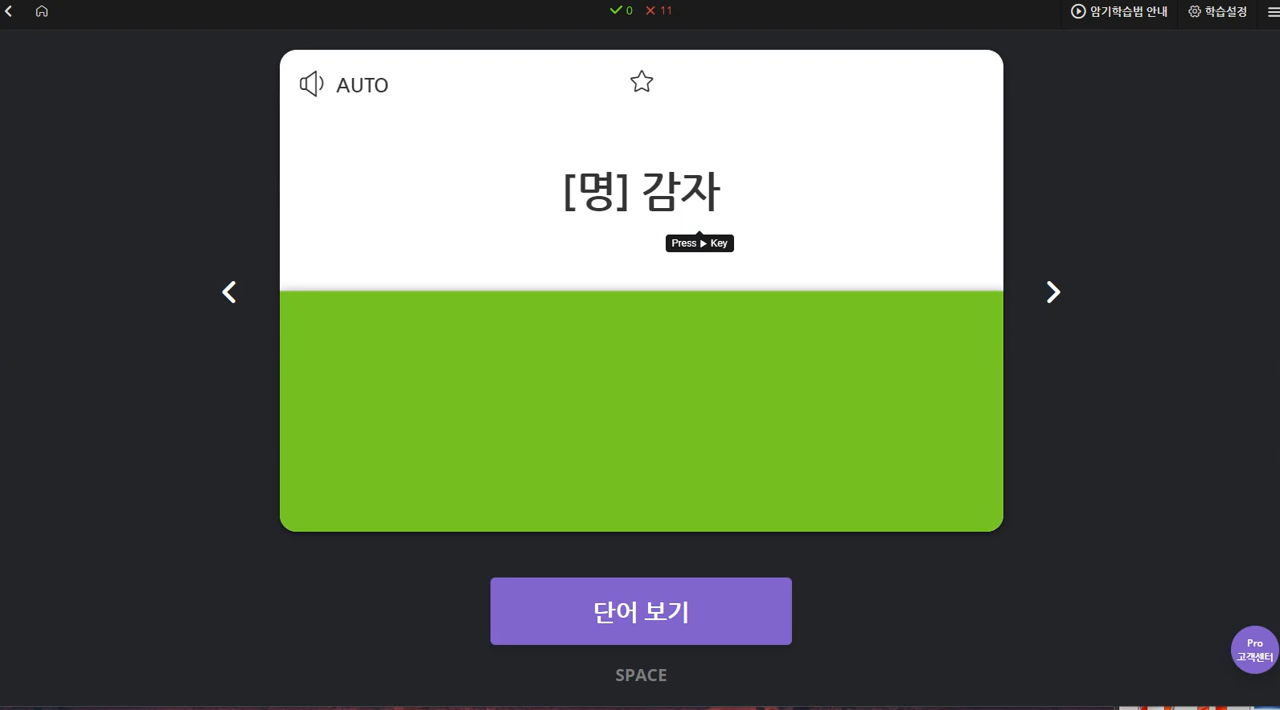 0 11 암기학습법 안내 학습설정
AUTO
[명] 감자
Press Key
단어 보기
SPACE
Pro
고객센터